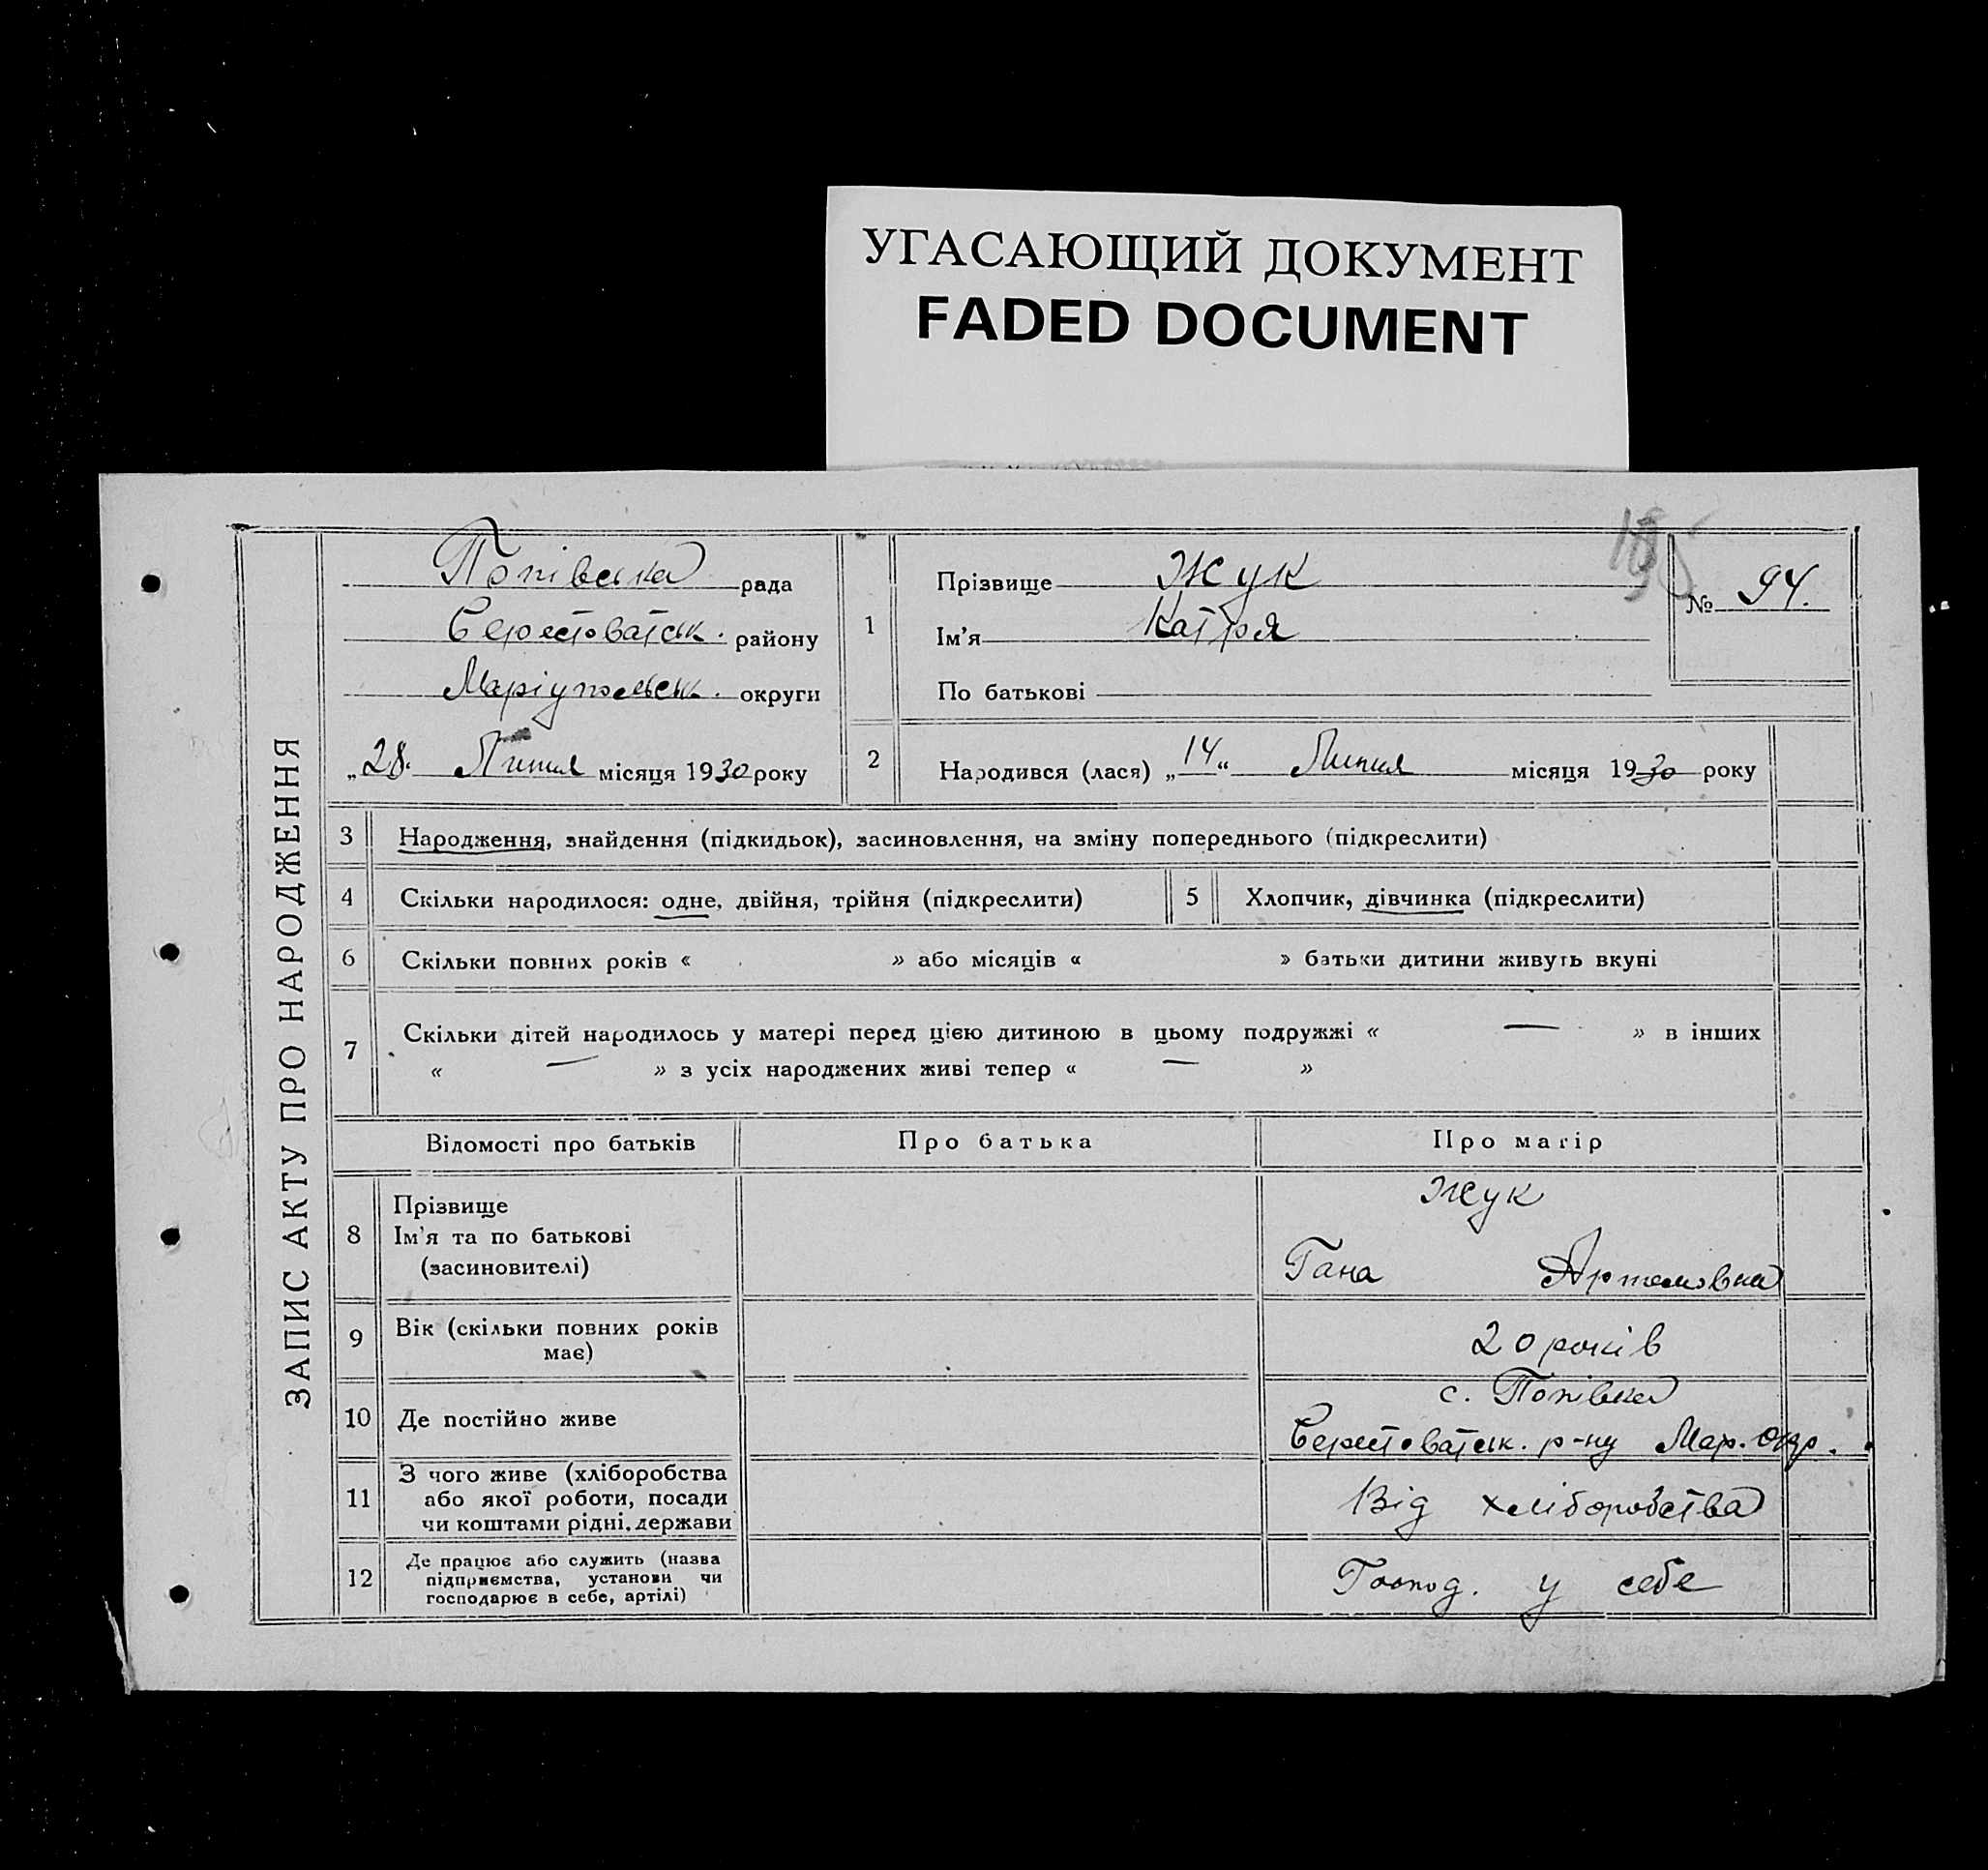 УГАСАЮЩИЙ ДОКУМЕНТ
FADED DOCUMENT
ЗАПИС АКТУ ПРО НАРОДЖЕННЯ
Попівська рада
Берестоватськ. району
Маріупольськ. округи
„28. Липня місяця 1930 року
1
Прізвище Жук
Ім'я Катря
По батькові
№ 94.
2
Народився (лася) „14“ Липня місяця 1930 року
3 Народження, знайдення (підкидьок), засиновлення, на зміну попереднього (підкреслити)
4 Скільки народилося: одне, двійня, трійня (підкреслити)
5 Хлопчик, дівчинка (підкреслити)
6 Скільки повних років « » або місяців « » батьки дитини живуть вкупі
7 Скільки дітей народилось у матері перед цією дитиною в цьому подружжі « — » в інших
« — » з усіх народжених живі тепер « — »
Відомості про батьків Про батька Про матір
8 Прізвище
Ім'я та по батькові
(засиновителі)
Жук
Гана Артемовна
9 Вік (скільки повних років
має)
20 років
10 Де постійно живе
с. Попівка
Берестоватськ. р-ну Мар. Окр.
11 З чого живе (хліборобства
або якої роботи, посади
чи коштами рідні, держави
Від хліборобства
12 Де працює або служить (назва
підприємства, установи чи
господарює в себе, артілі)
Господ. у себе